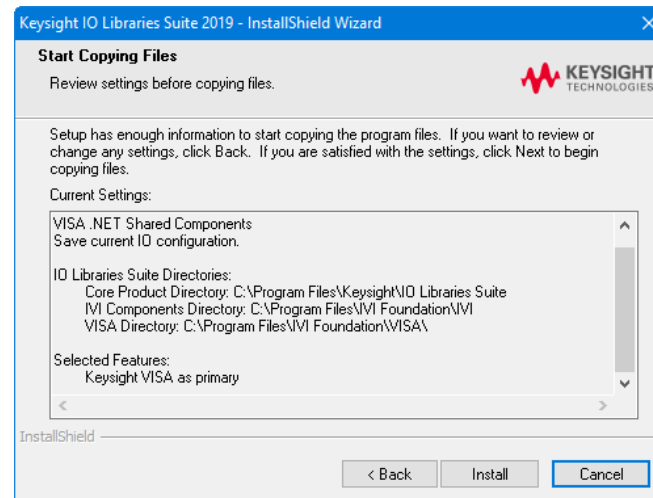 Keysight IO Libraries Suite 2019 - InstallShield Wizard
Start Copying Files
Review settings before copying files.
KEYSIGHT
TECHNOLOGIES
Setup has enough information to start copying the program files. If you want to review or
change any settings, click Back. If you are satisfied with the settings, click Next to begin
copying files.
Current Settings:
VISA .NET Shared Components
Save current IO configuration.
IO Libraries Suite Directories:
Core Product Directory: C:\Program Files\Keysight\IO Libraries Suite
IVI Components Directory: C:\Program Files\IVI Foundation\IVI
VISA Directory: C:\Program Files\IVI Foundation\VISA\
Selected Features:
Keysight VISA as primary
InstallShield
< Back
Install
Cancel